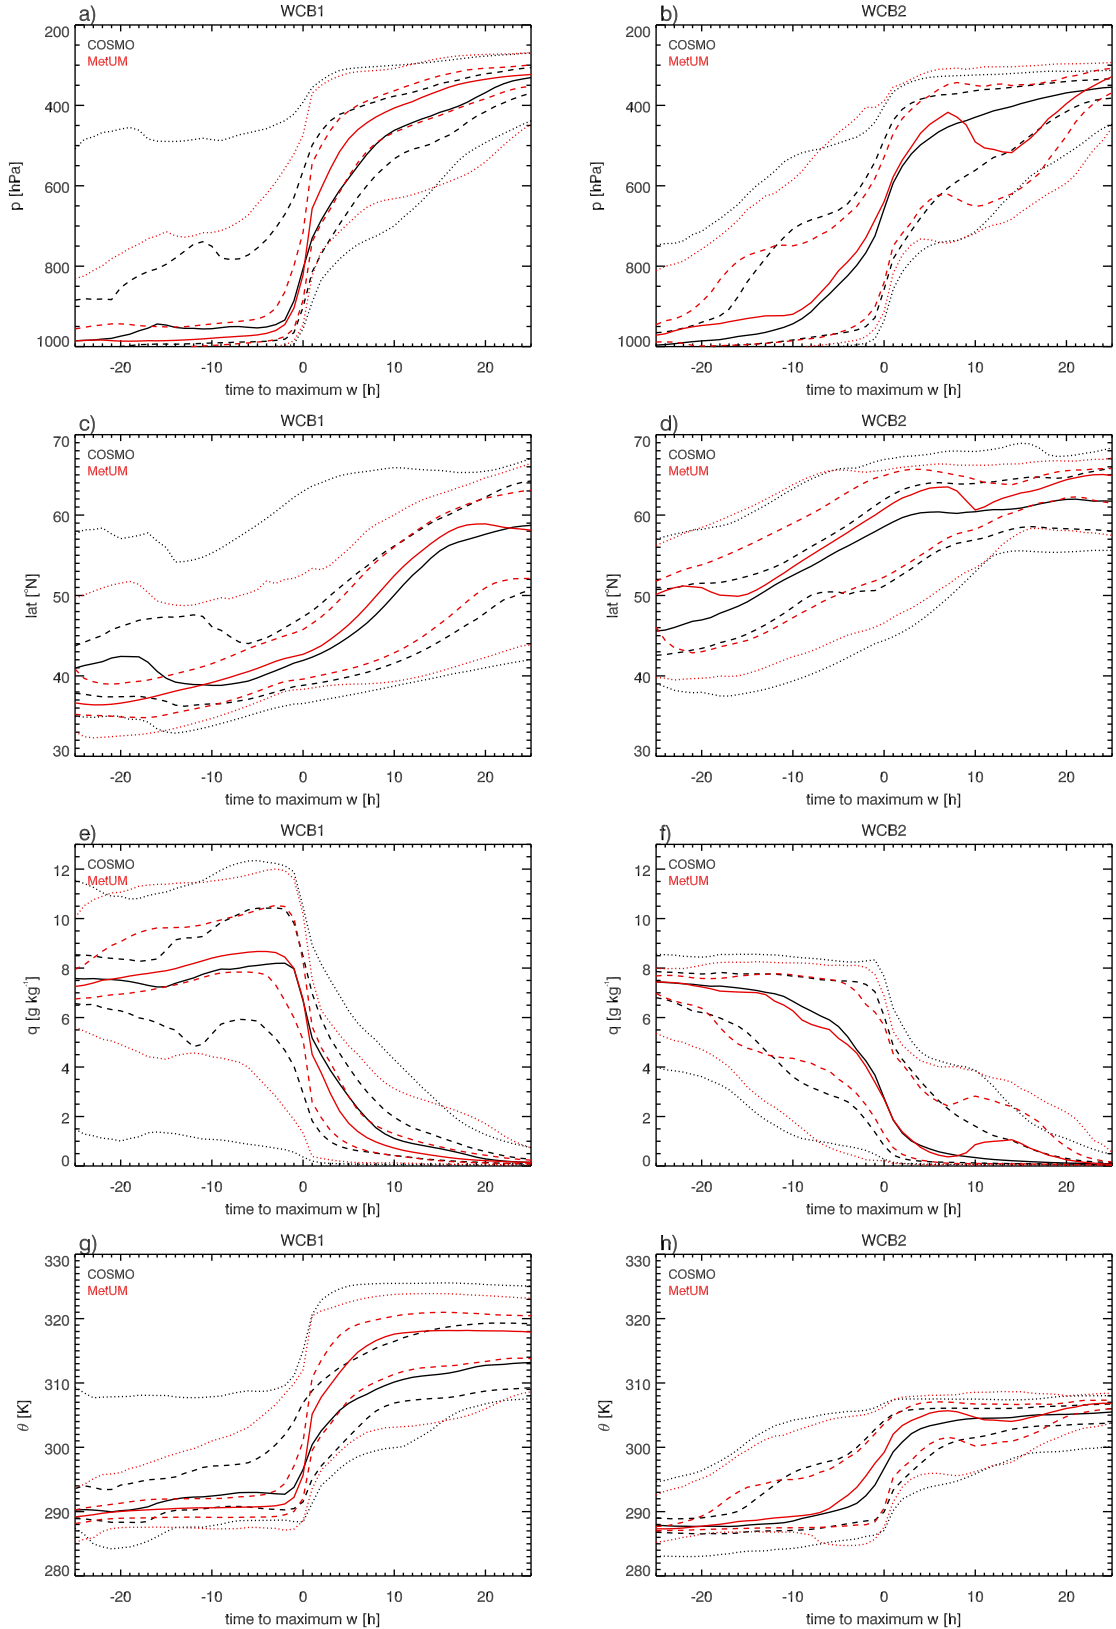 a) WCB1
COSMO
MetUM
p [hPa]
200
400
600
800
1000
-20 -10 0 10 20
time to maximum w [h]
b) WCB2
COSMO
MetUM
p [hPa]
200
400
600
800
1000
-20 -10 0 10 20
time to maximum w [h]
c) WCB1
COSMO
MetUM
lat [°N]
70
60
50
40
30
-20 -10 0 10 20
time to maximum w [h]
d) WCB2
COSMO
MetUM
lat [°N]
70
60
50
40
30
-20 -10 0 10 20
time to maximum w [h]
e) WCB1
COSMO
MetUM
q [g kg⁻¹]
12
10
8
6
4
2
0
-20 -10 0 10 20
time to maximum w [h]
f) WCB2
COSMO
MetUM
q [g kg⁻¹]
12
10
8
6
4
2
0
-20 -10 0 10 20
time to maximum w [h]
g) WCB1
COSMO
MetUM
θ [K]
330
320
310
300
290
280
-20 -10 0 10 20
time to maximum w [h]
h) WCB2
COSMO
MetUM
θ [K]
330
320
310
300
290
280
-20 -10 0 10 20
time to maximum w [h]